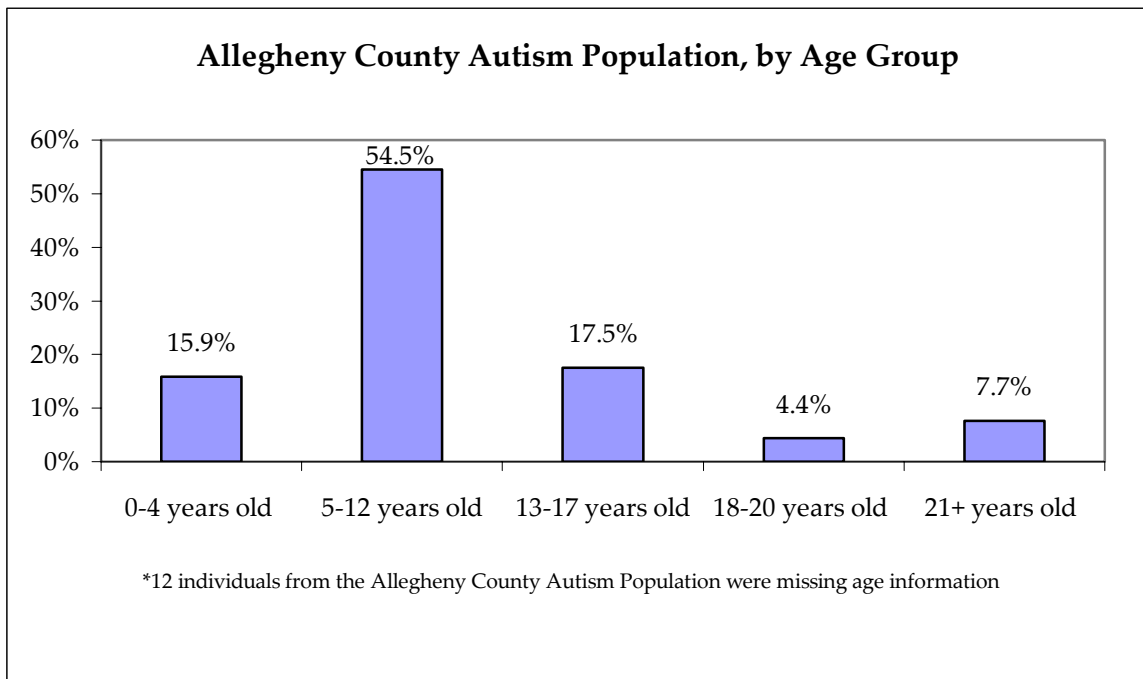 Allegheny County Autism Population, by Age Group
60%
50%
40%
30%
20%
10%
0%
15.9%
54.5%
17.5%
4.4%
7.7%
0-4 years old
5-12 years old
13-17 years old
18-20 years old
21+ years old
*12 individuals from the Allegheny County Autism Population were missing age information